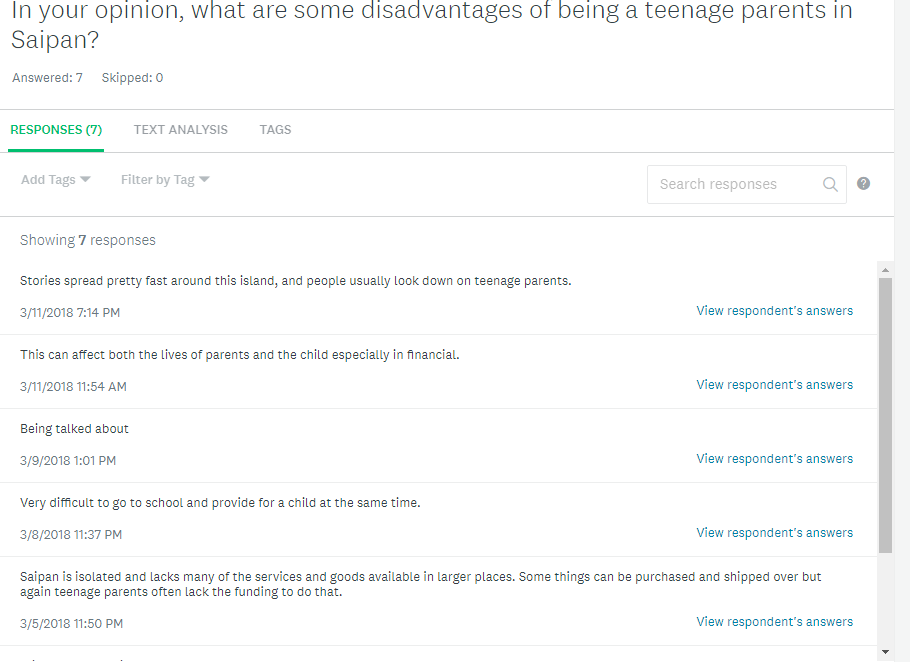 In your opinion, what are some disadvantages of being a teenage parents in
Saipan?
Answered: 7 Skipped: 0
RESPONSES (7) TEXT ANALYSIS TAGS
Add Tags Filter by Tag Search responses ?
Showing 7 responses
Stories spread pretty fast around this island, and people usually look down on teenage parents.
3/11/2018 7:14 PM View respondent's answers
This can affect both the lives of parents and the child especially in financial.
3/11/2018 11:54 AM View respondent's answers
Being talked about
3/9/2018 1:01 PM View respondent's answers
Very difficult to go to school and provide for a child at the same time.
3/8/2018 11:37 PM View respondent's answers
Saipan is isolated and lacks many of the services and goods available in larger places. Some things can be purchased and shipped over but
again teenage parents often lack the funding to do that.
3/5/2018 11:50 PM View respondent's answers